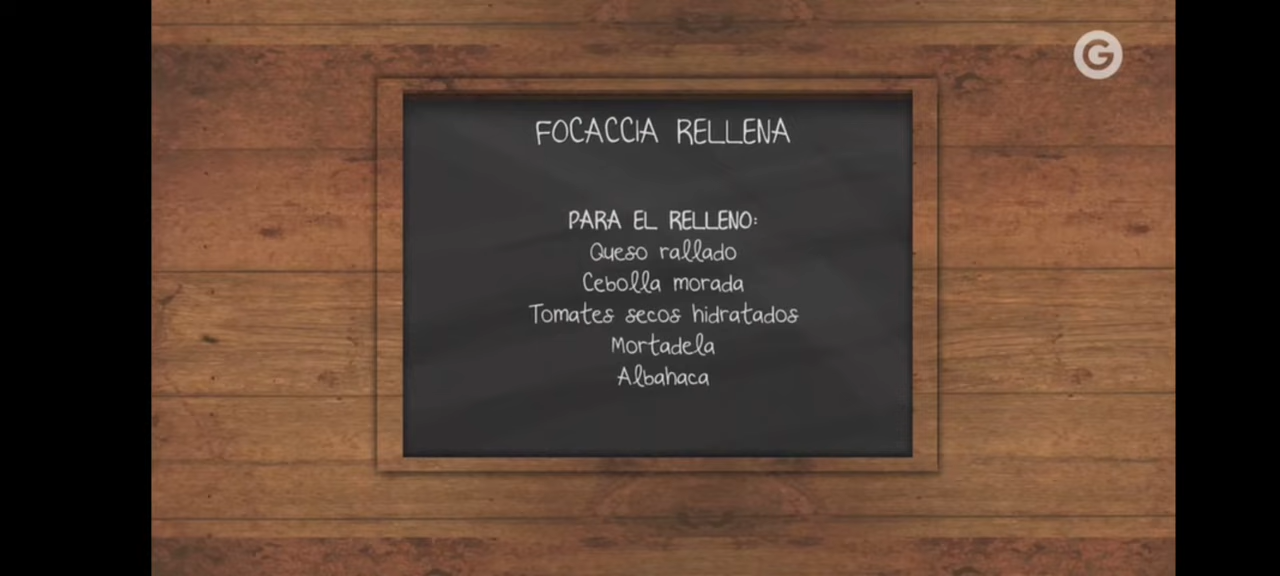 G
FOCACCIA RELLENA
PARA EL RELLENO:
Queso rallado
Cebolla morada
Tomates secos hidratados
Mortadela
Albahaca